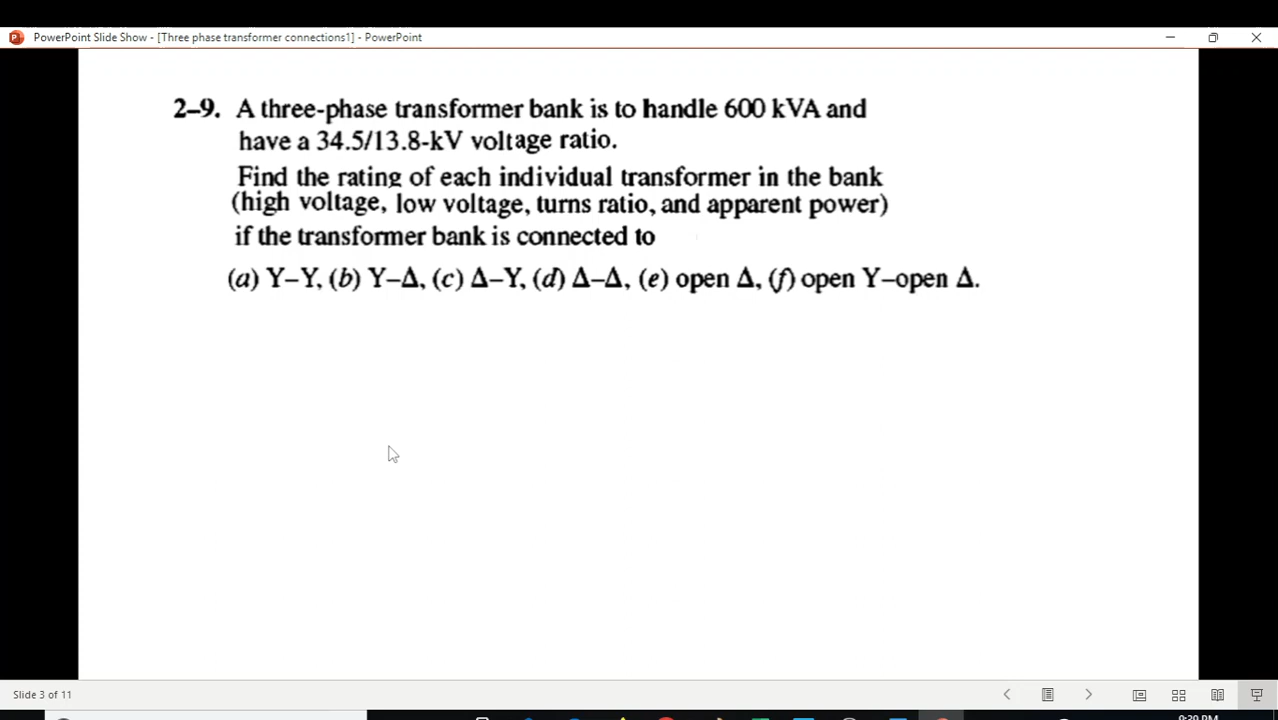 PowerPoint Slide Show - [Three phase transformer connections1] - PowerPoint
2–9. A three-phase transformer bank is to handle 600 kVA and
have a 34.5/13.8-kV voltage ratio.
Find the rating of each individual transformer in the bank
(high voltage, low voltage, turns ratio, and apparent power)
if the transformer bank is connected to
(a) Y–Y, (b) Y–Δ, (c) Δ–Y, (d) Δ–Δ, (e) open Δ, (f) open Y–open Δ.
Slide 3 of 11